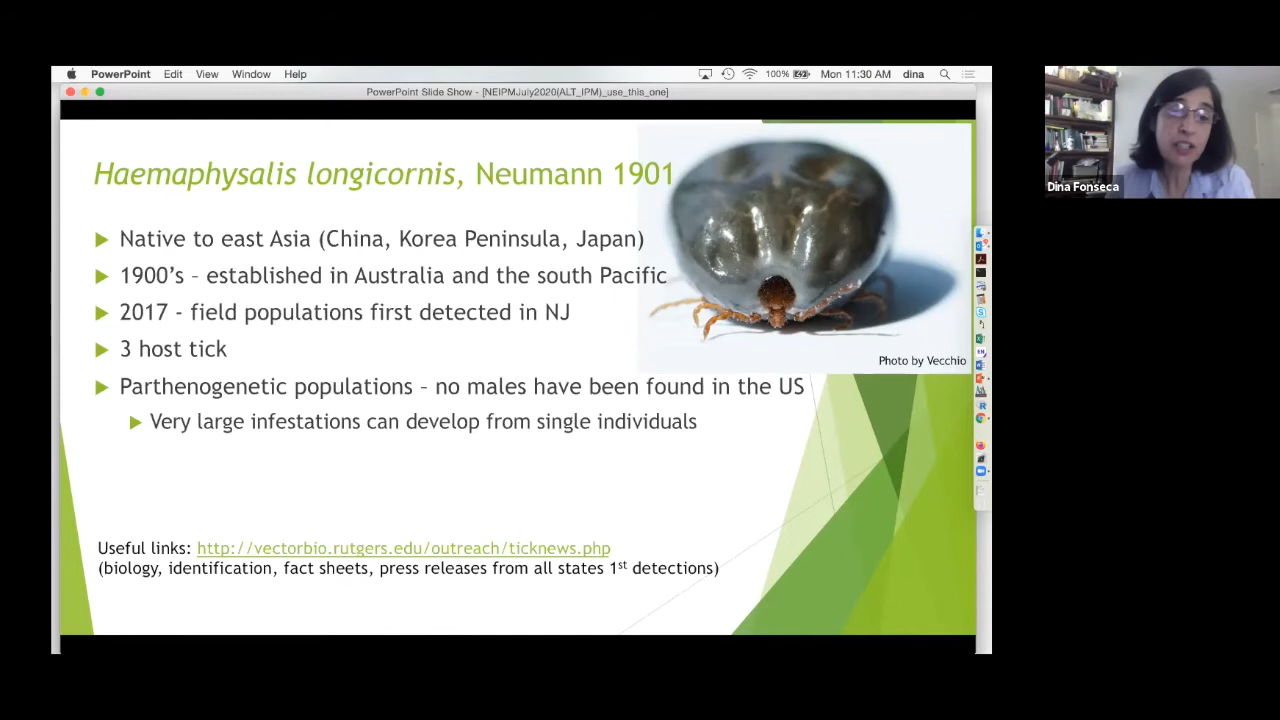 PowerPoint Edit View Window Help 100% Mon 11:30 AM dina
PowerPoint Slide Show - [NEIPMJuly2020(ALT_IPM)_use_this_one]
Haemaphysalis longicornis, Neumann 1901
Native to east Asia (China, Korea Peninsula, Japan)
1900's – established in Australia and the south Pacific
2017 - field populations first detected in NJ
3 host tick
Photo by Vecchio
Parthenogenetic populations – no males have been found in the US
Very large infestations can develop from single individuals
Useful links: http://vectorbio.rutgers.edu/outreach/ticknews.php
(biology, identification, fact sheets, press releases from all states 1st detections)
Dina Fonseca